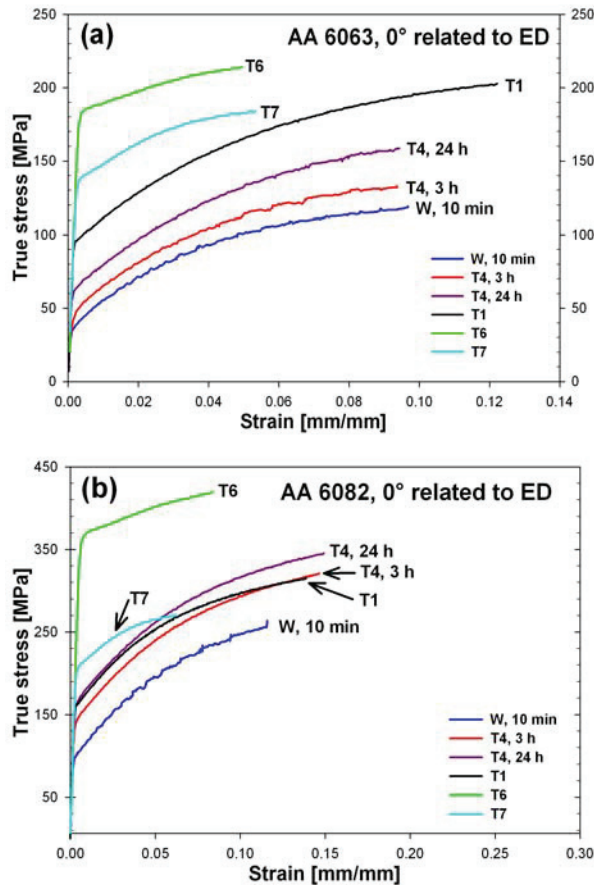 (a)
AA 6063, 0° related to ED
True stress [MPa]
250
200
150
100
50
0
250
200
150
100
50
0
T6
T7
T1
T4, 24 h
T4, 3 h
W, 10 min
W, 10 min
T4, 3 h
T4, 24 h
T1
T6
T7
0.00 0.02 0.04 0.06 0.08 0.10 0.12 0.14
Strain [mm/mm]
(b)
AA 6082, 0° related to ED
True stress [MPa]
450
350
250
150
50
T6
T4, 24 h
T4, 3 h
T1
T7
W, 10 min
W, 10 min
T4, 3 h
T4, 24 h
T1
T6
T7
0.00 0.05 0.10 0.15 0.20 0.25 0.30
Strain [mm/mm]